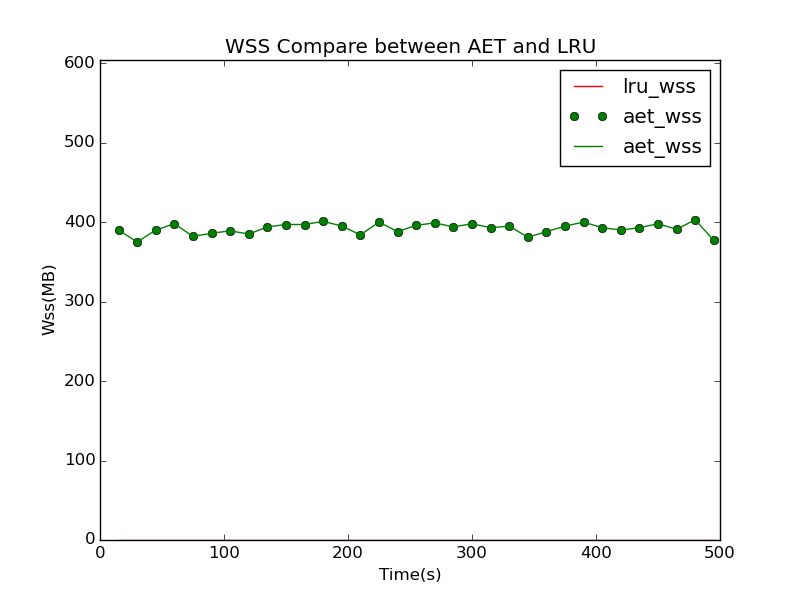 WSS Compare between AET and LRU
600
500
400
300
200
100
0
Wss(MB)
lru_wss
aet_wss
aet_wss
0 100 200 300 400 500
Time(s)